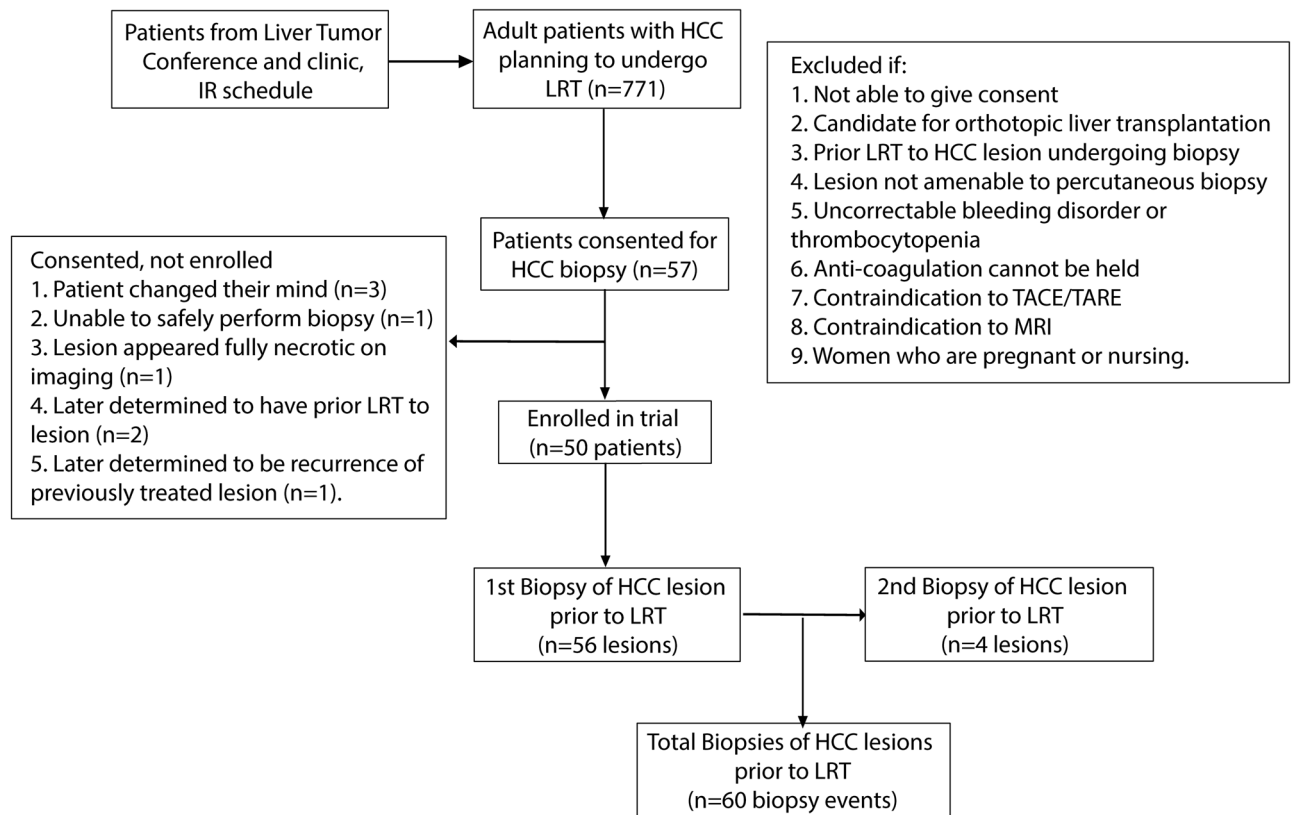 Patients from Liver Tumor
Conference and clinic,
IR schedule
Adult patients with HCC
planning to undergo
LRT (n=771)
Excluded if:
1. Not able to give consent
2. Candidate for orthotopic liver transplantation
3. Prior LRT to HCC lesion undergoing biopsy
4. Lesion not amenable to percutaneous biopsy
5. Uncorrectable bleeding disorder or
thrombocytopenia
6. Anti-coagulation cannot be held
7. Contraindication to TACE/TARE
8. Contraindication to MRI
9. Women who are pregnant or nursing.
Patients consented for
HCC biopsy (n=57)
Consented, not enrolled
1. Patient changed their mind (n=3)
2. Unable to safely perform biopsy (n=1)
3. Lesion appeared fully necrotic on
imaging (n=1)
4. Later determined to have prior LRT to
lesion (n=2)
5. Later determined to be recurrence of
previously treated lesion (n=1).
Enrolled in trial
(n=50 patients)
1st Biopsy of HCC lesion
prior to LRT
(n=56 lesions)
2nd Biopsy of HCC lesion
prior to LRT
(n=4 lesions)
Total Biopsies of HCC lesions
prior to LRT
(n=60 biopsy events)